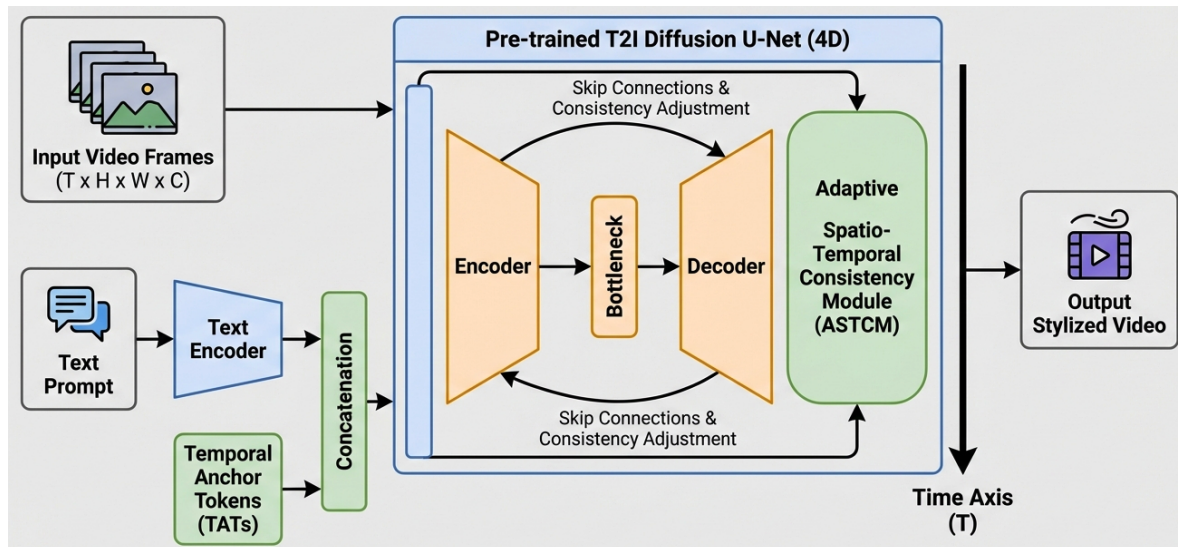 Pre-trained T2I Diffusion U-Net (4D)
Input Video Frames
(T x H x W x C)
Skip Connections &
Consistency Adjustment
Encoder
Bottleneck
Decoder
Adaptive
Spatio-
Temporal
Consistency
Module
(ASTCM)
Skip Connections &
Consistency Adjustment
Text
Prompt
Text
Encoder
Temporal
Anchor
Tokens
(TATs)
Concatenation
Time Axis
(T)
Output
Stylized Video